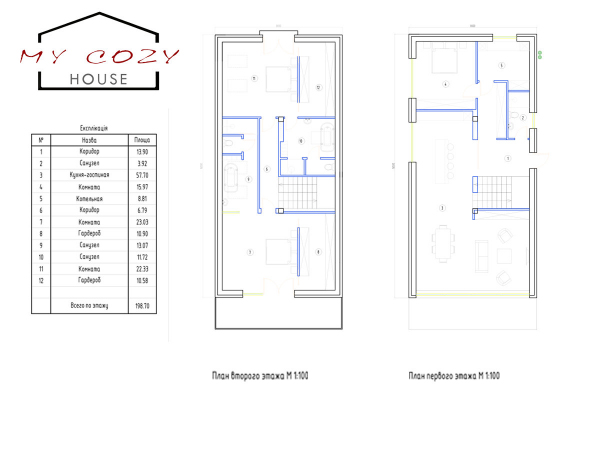 MY COZY
HOUSE
Експлікація
№ Назва Площа
1 Коридор 13.90
2 Санузел 3.92
3 Кухня-гостиная 57.70
4 Комната 15.97
5 Котельная 8.81
6 Коридор 6.79
7 Комната 23.03
8 Гардероб 10.90
9 Санузел 13.07
10 Санузел 11.72
11 Комната 22.33
12 Гардероб 10.58
Всего по этажу 198.70
План второго этажа М 1:100
План первого этажа М 1:100